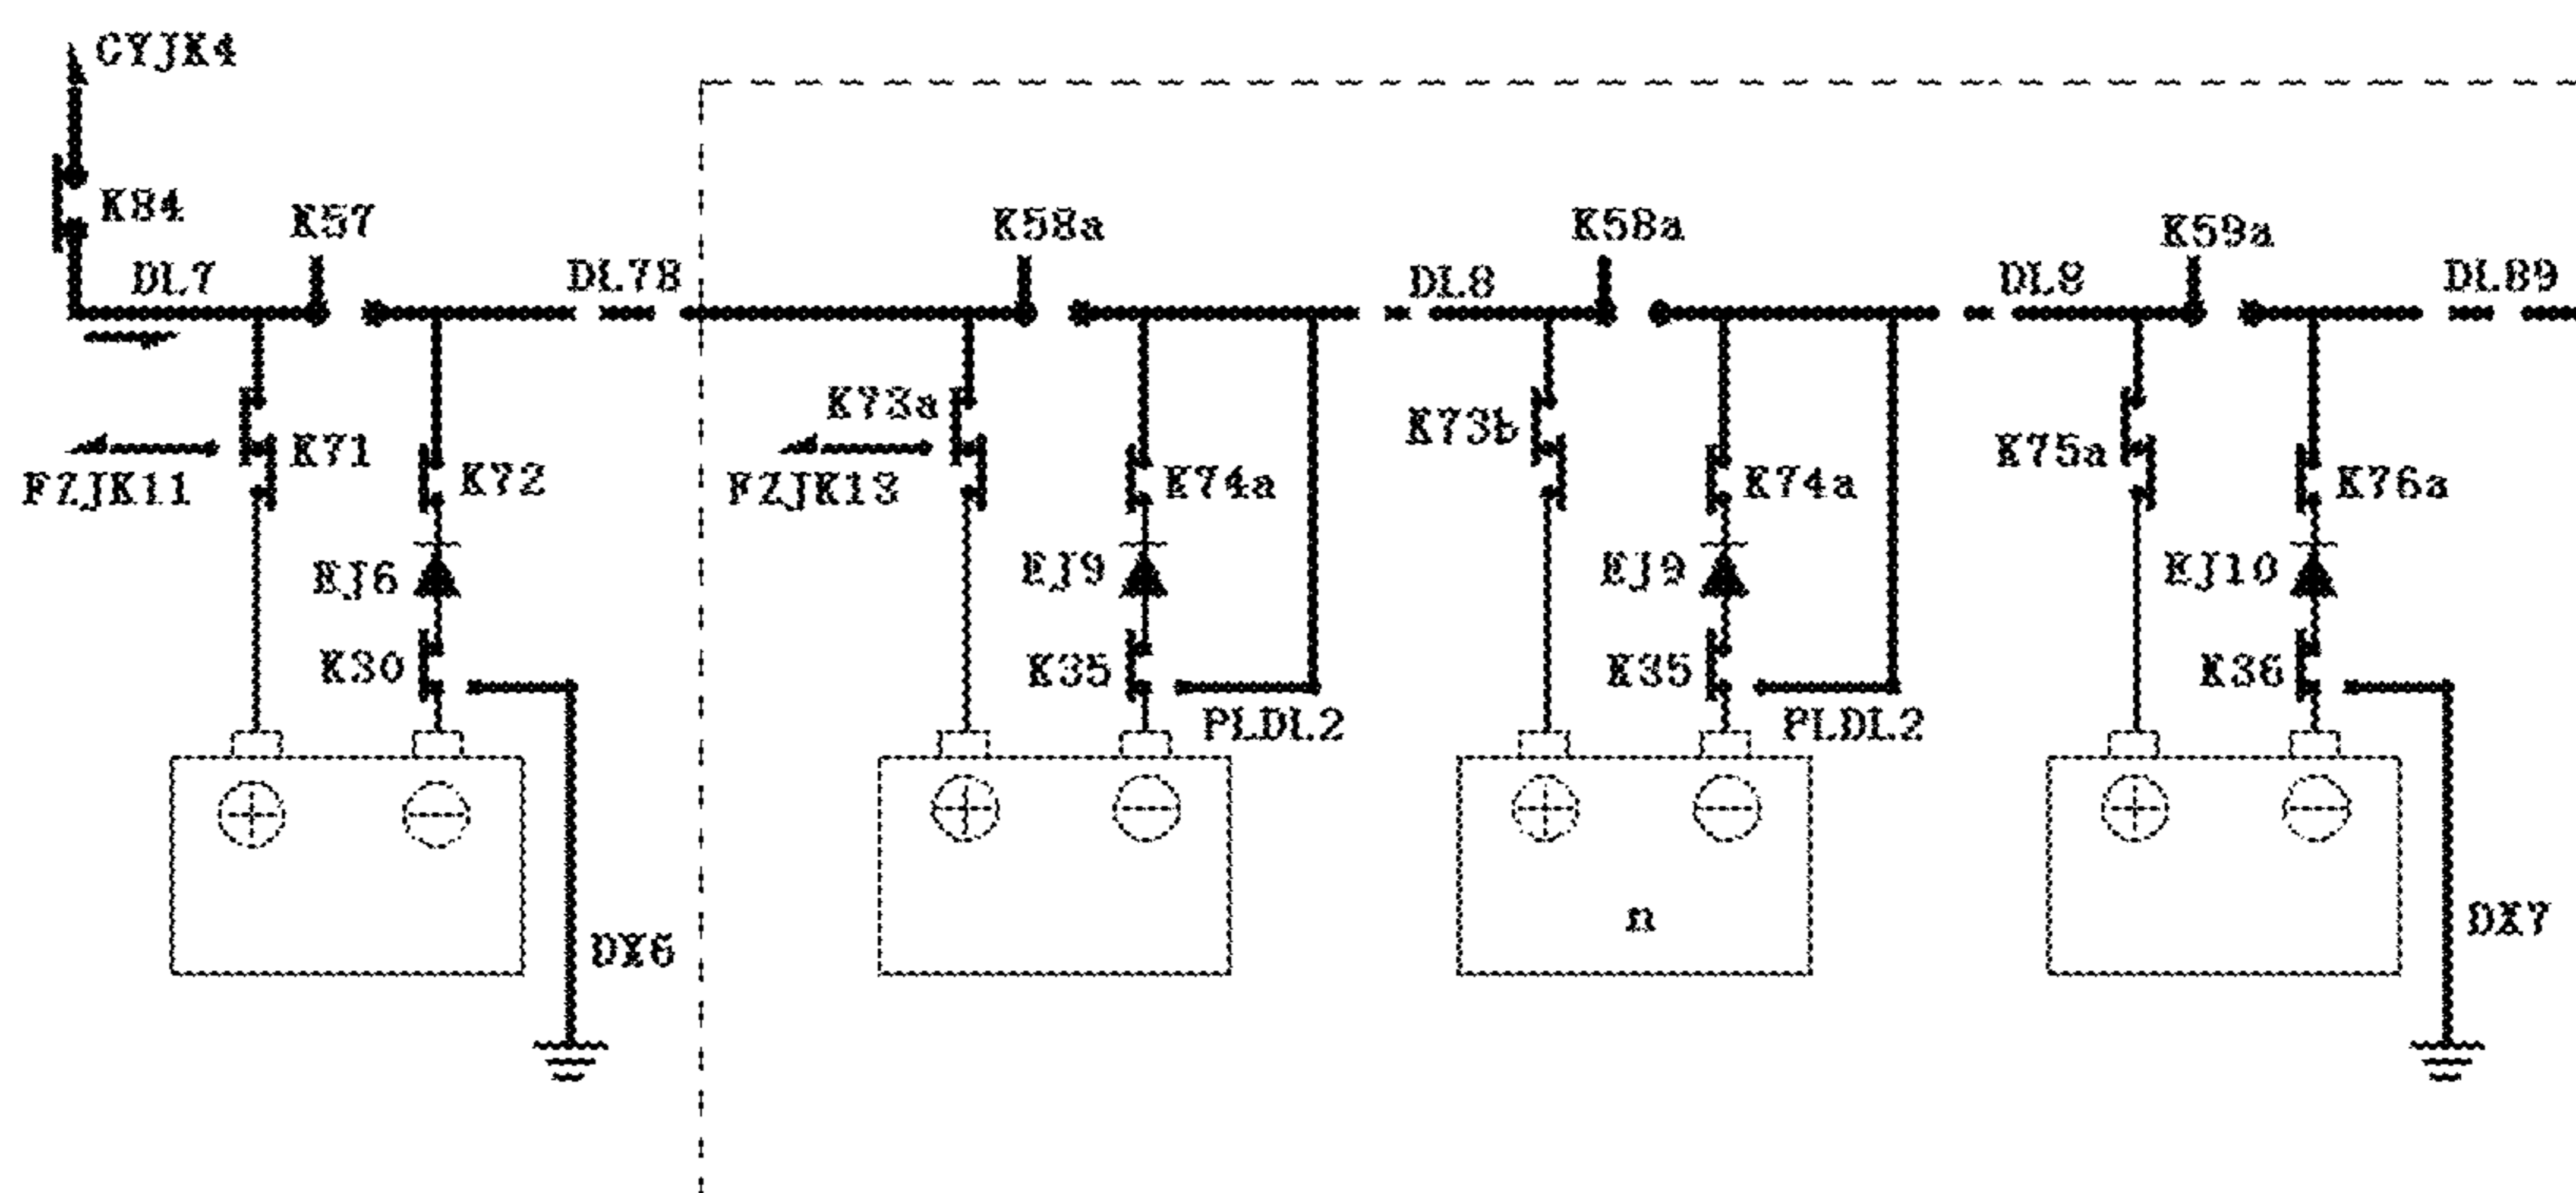 CYJK4
K84
K57
K58a
K58a
K59a
DL7
DL78
DL8
DL8
DL89
K73a
K73b
K71
K72
K74a
K74a
K75a
K76a
FZJK11
FZJK13
EJ6
EJ9
EJ9
EJ10
K30
K35
K35
K36
PLDL2
PLDL2
n
DX6
DX7